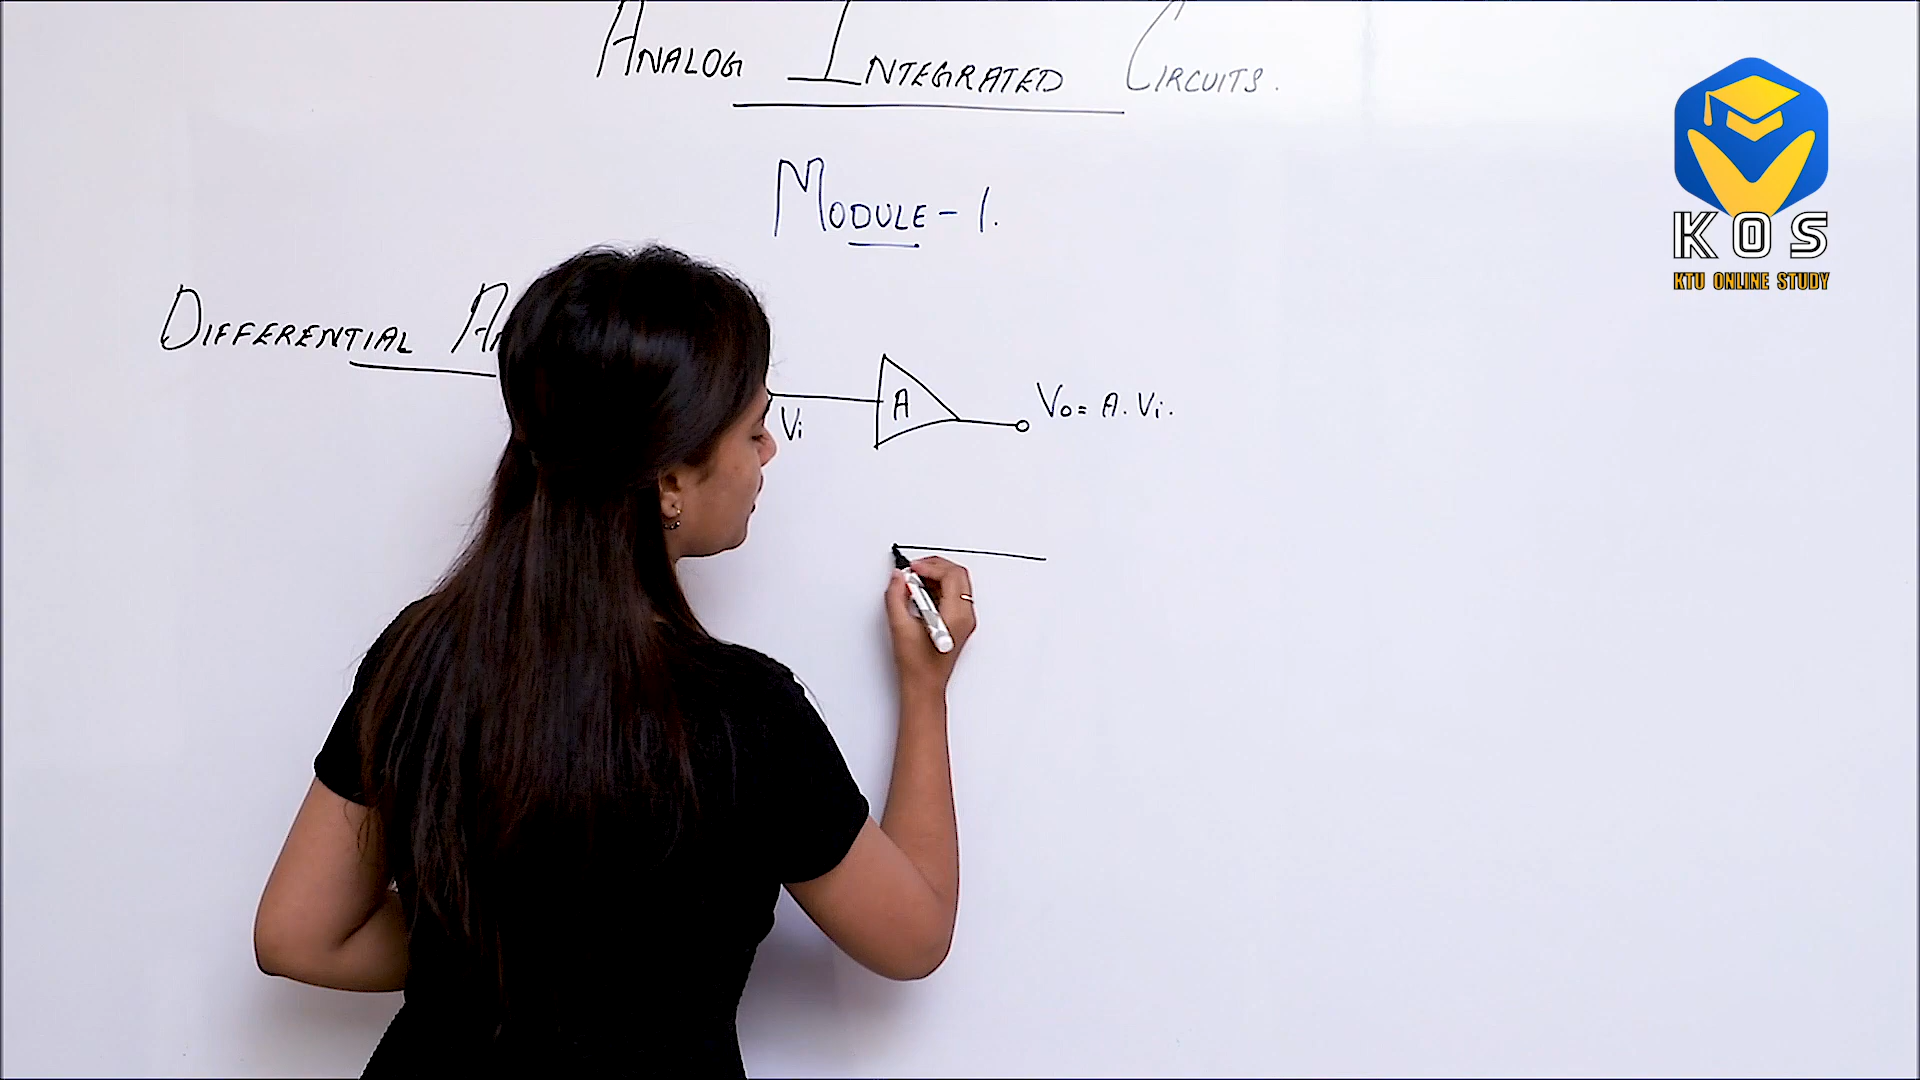 ANALOG INTEGRATED CIRCUITS.
MODULE - 1.
DIFFERENTIAL
A
Vi
Vo = A. Vi.
KOS
KTU ONLINE STUDY